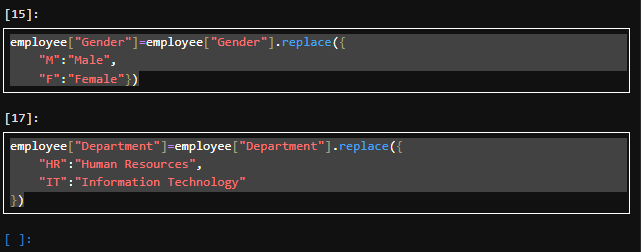 [15]:
employee["Gender"]=employee["Gender"].replace({
    "M":"Male",
    "F":"Female"})
[17]:
employee["Department"]=employee["Department"].replace({
    "HR":"Human Resources",
    "IT":"Information Technology"
})
[ ]: